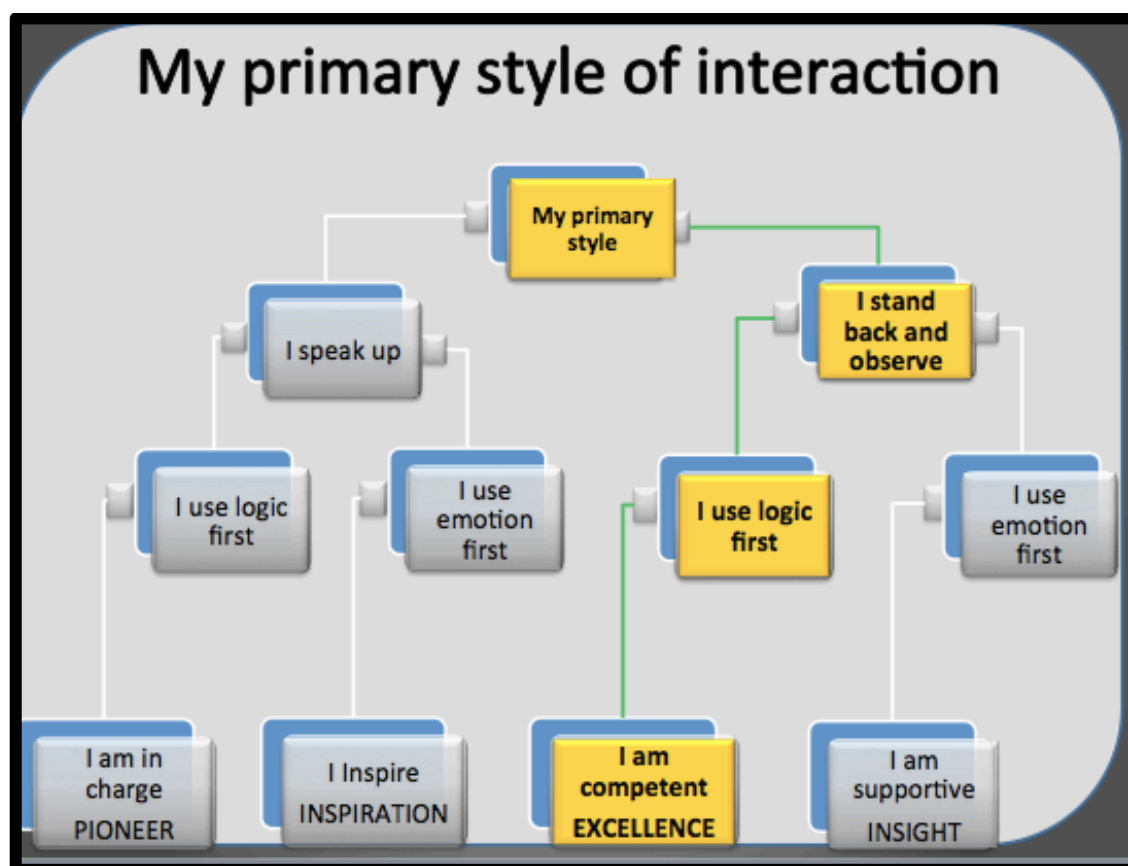 My primary style of interaction
My primary
style
I speak up
I stand
back and
observe
I use logic
first
I use
emotion
first
I use logic
first
I use
emotion
first
I am in
charge
PIONEER
I Inspire
INSPIRATION
I am
competent
EXCELLENCE
I am
supportive
INSIGHT